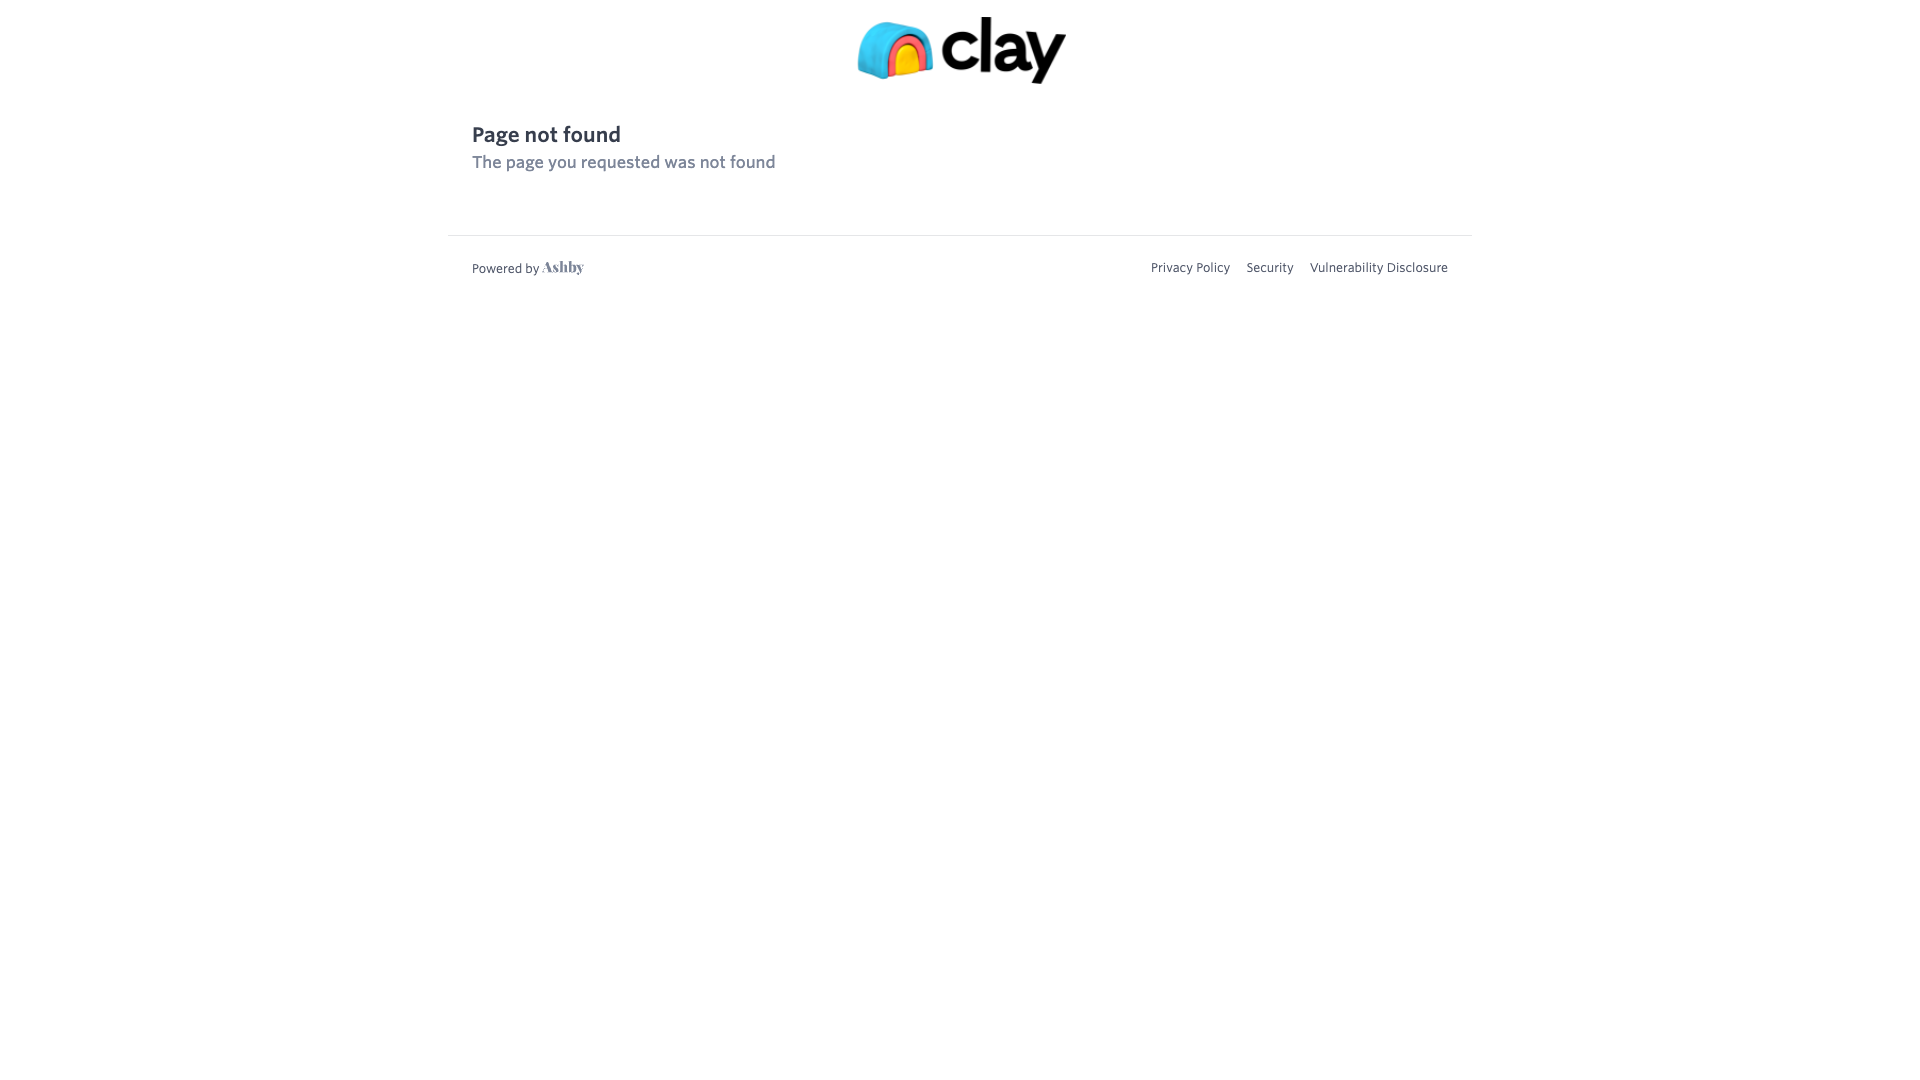 clay
Page not found
The page you requested was not found
Powered by Ashby
Privacy Policy Security Vulnerability Disclosure